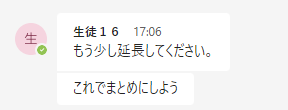 生
生徒１６ 17:06
もう少し延長してください。
これでまとめにしよう